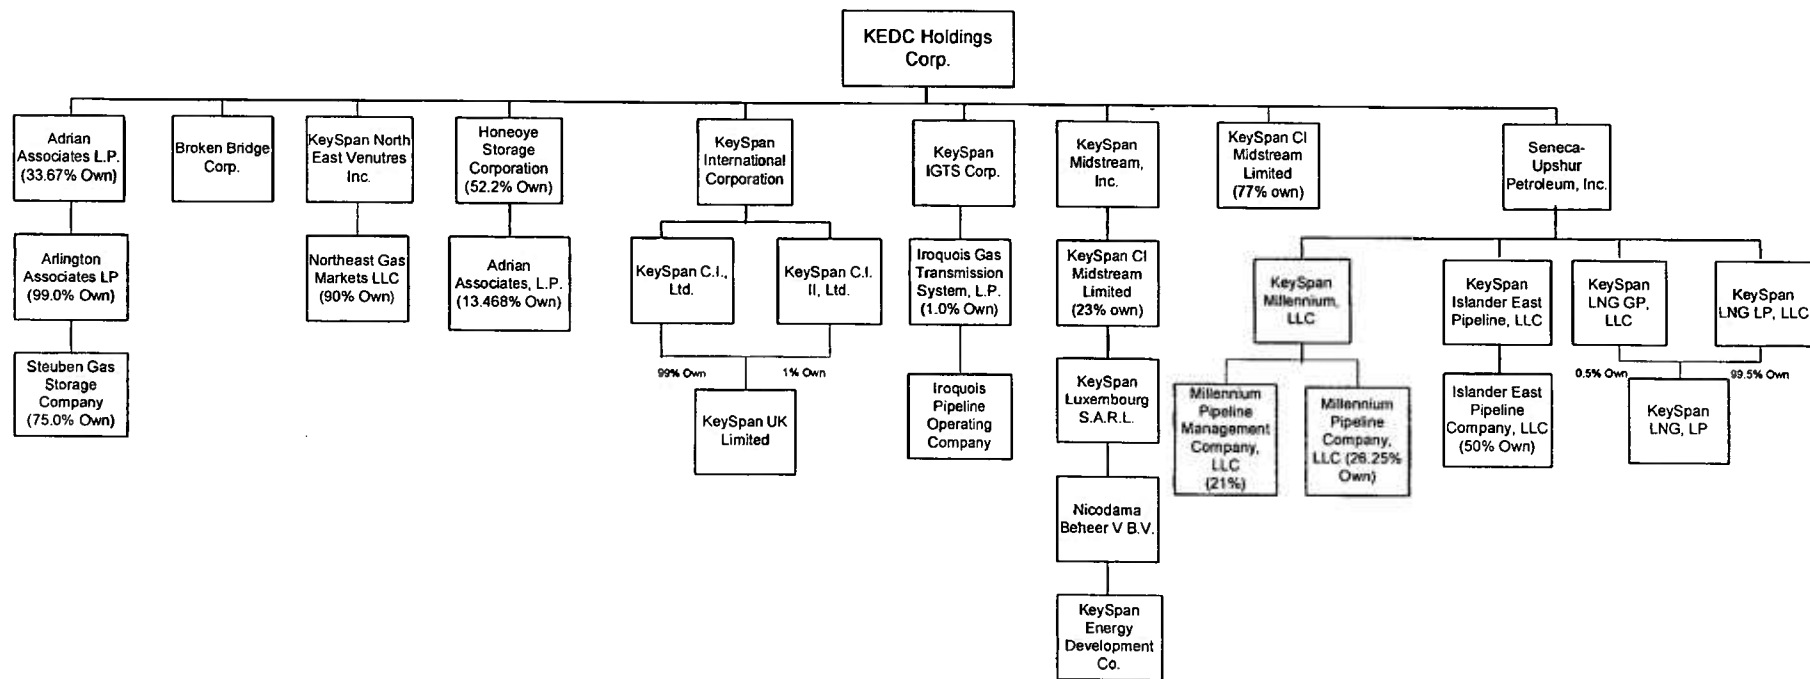 KEDC Holdings
Corp.
Adrian
Associates L.P.
(33.67% Own)
Broken Bridge
Corp.
KeySpan North
East Venutres
Inc.
Honeoye
Storage
Corporation
(52.2% Own)
KeySpan
International
Corporation
KeySpan
IGTS Corp.
KeySpan
Midstream,
Inc.
KeySpan CI
Midstream
Limited
(77% own)
Seneca-
Upshur
Petroleum, Inc.
Arlington
Associates LP
(99.0% Own)
Northeast Gas
Markets LLC
(90% Own)
Adrian
Associates, L.P.
(13.468% Own)
KeySpan C.I.,
Ltd.
KeySpan C.I.
II, Ltd.
Iroquois Gas
Transmission
System, L.P.
(1.0% Own)
KeySpan CI
Midstream
Limited
(23% own)
KeySpan
Millennium,
LLC
KeySpan
Islander East
Pipeline, LLC
KeySpan
LNG GP,
LLC
KeySpan
LNG LP, LLC
Steuben Gas
Storage
Company
(75.0% Own)
99% Own
1% Own
KeySpan UK
Limited
Iroquois
Pipeline
Operating
Company
KeySpan
Luxembourg
S.A.R.L.
Millennium
Pipeline
Management
Company,
LLC
(21%)
Millennium
Pipeline
Company,
LLC (26.25%
Own)
Islander East
Pipeline
Company, LLC
(50% Own)
0.5% Own
99.5% Own
KeySpan
LNG, LP
Nicodama
Beheer V B.V.
KeySpan
Energy
Development
Co.